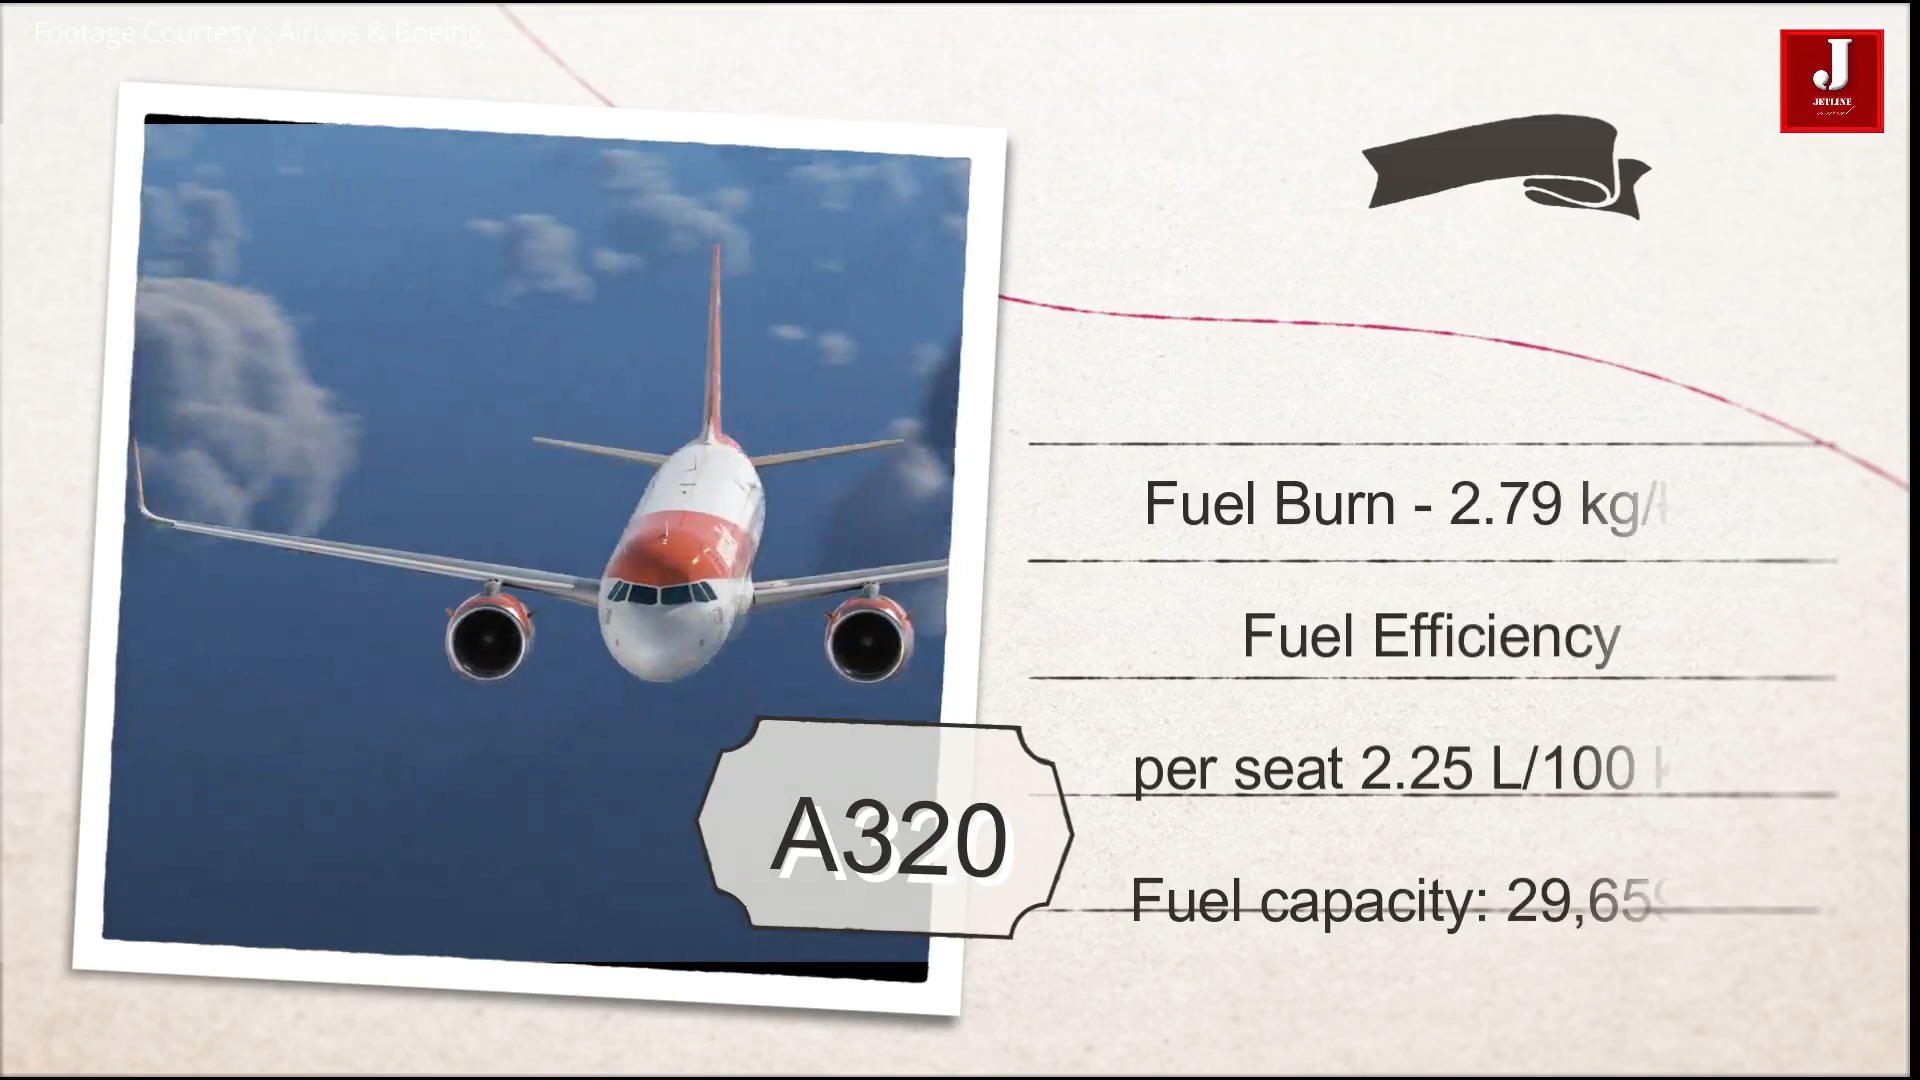 Footage Courtesy : Airbus & Boeing
J
JETLINE
Fuel Burn - 2.79 kg/
Fuel Efficiency
per seat 2.25 L/100
A320
Fuel capacity: 29,65